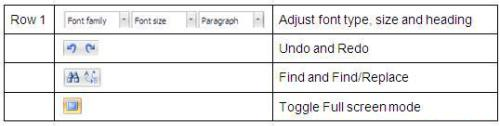 Row 1 Font family Font size Paragraph Adjust font type, size and heading
Undo and Redo
Find and Find/Replace
Toggle Full screen mode